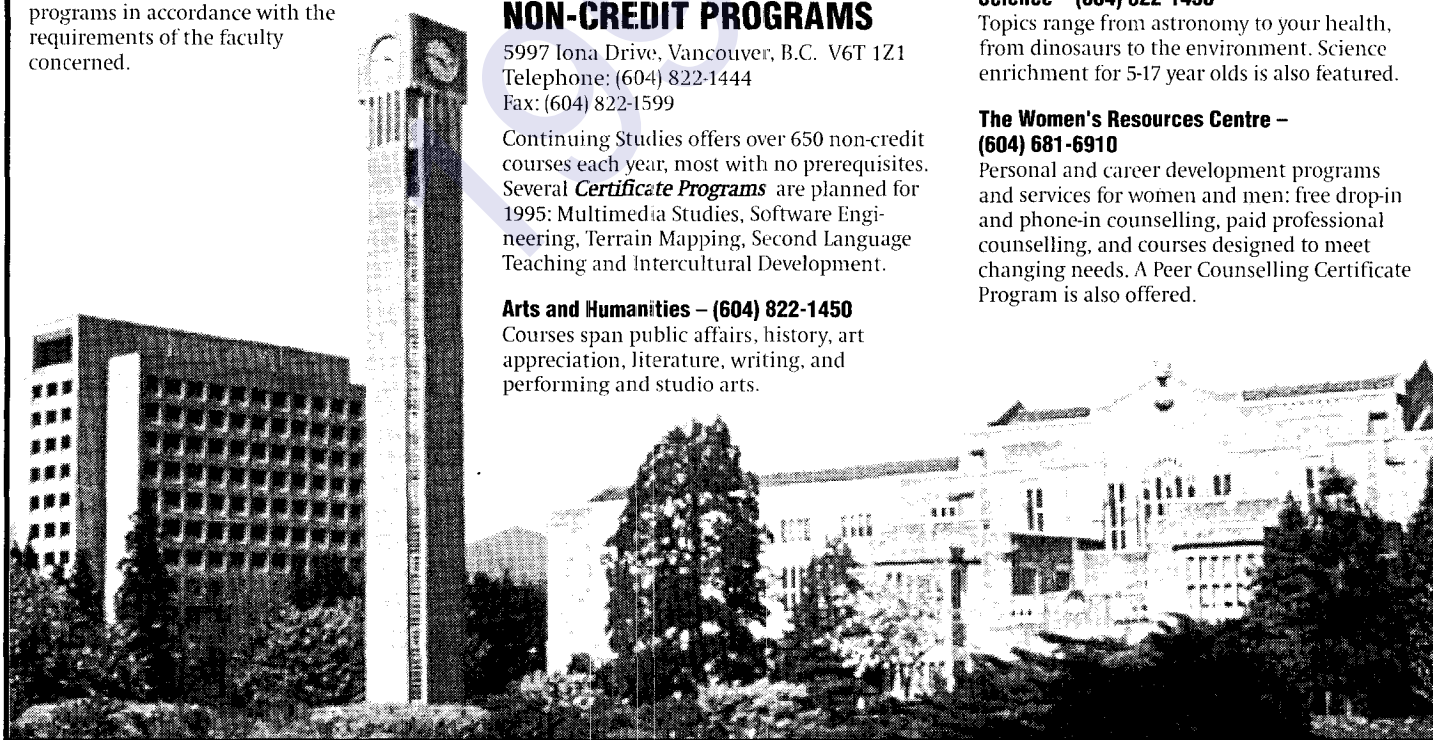 programs in accordance with the
requirements of the faculty
concerned.
NON-CREDIT PROGRAMS
5997 Iona Drive, Vancouver, B.C. V6T 1Z1
Telephone: (604) 822-1444
Fax: (604) 822-1599
Continuing Studies offers over 650 non-credit
courses each year, most with no prerequisites.
Several Certificate Programs are planned for
1995: Multimedia Studies, Software Engi-
neering, Terrain Mapping, Second Language
Teaching and Intercultural Development.
Arts and Humanities – (604) 822-1450
Courses span public affairs, history, art
appreciation, literature, writing, and
performing and studio arts.
Science – (604) 822-1450
Topics range from astronomy to your health,
from dinosaurs to the environment. Science
enrichment for 5-17 year olds is also featured.
The Women's Resources Centre –
(604) 681-6910
Personal and career development programs
and services for women and men: free drop-in
and phone-in counselling, paid professional
counselling, and courses designed to meet
changing needs. A Peer Counselling Certificate
Program is also offered.